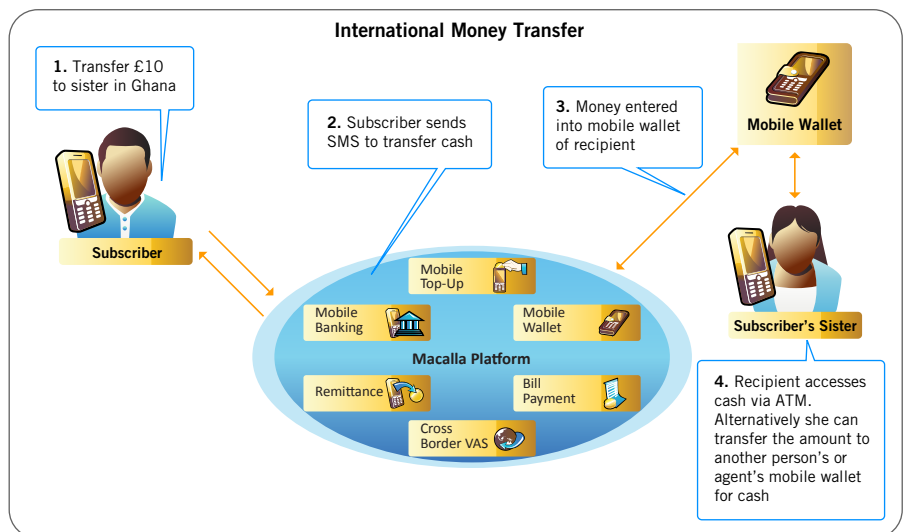 International Money Transfer
1. Transfer £10
to sister in Ghana
2. Subscriber sends
SMS to transfer cash
3. Money entered
into mobile wallet
of recipient
Mobile Wallet
Subscriber
Mobile
Top-Up
Mobile
Banking
Mobile
Wallet
Macalla Platform
Remittance
Bill
Payment
Cross
Border VAS
Subscriber's Sister
4. Recipient accesses
cash via ATM.
Alternatively she can
transfer the amount to
another person's or
agent's mobile wallet
for cash